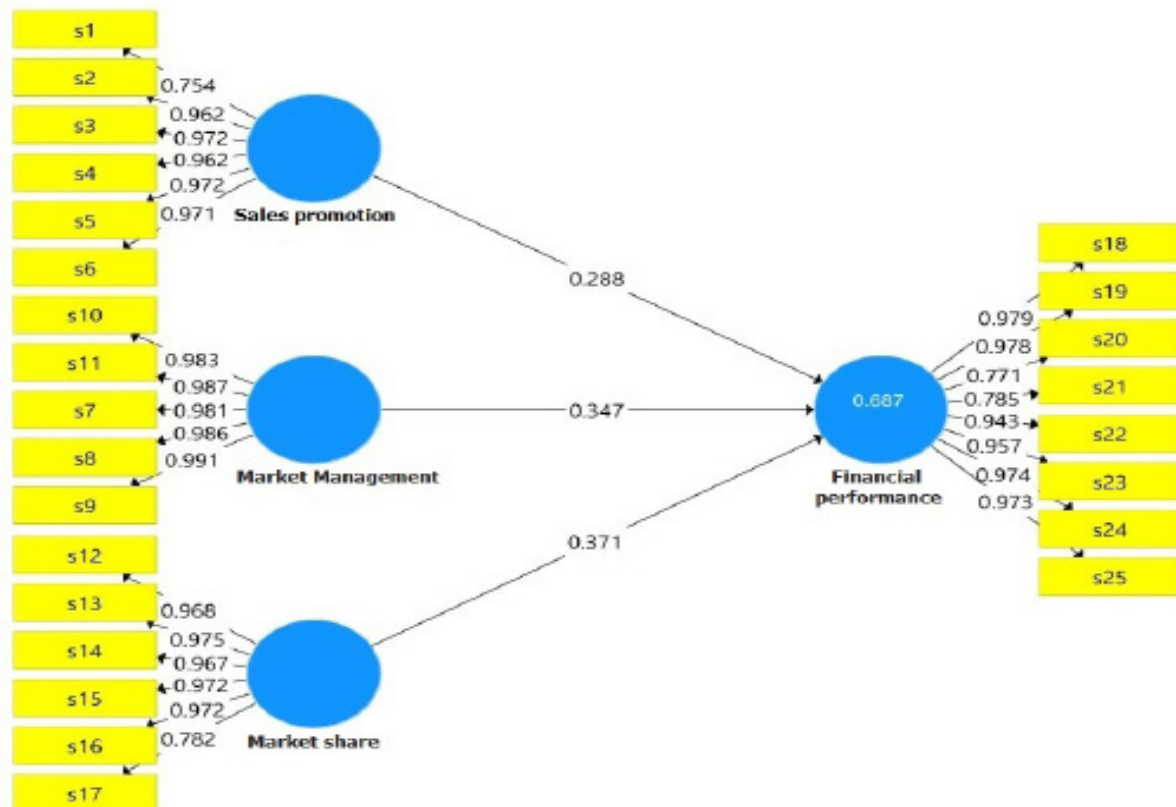 s1
s2
s3
s4
s5
s6
0.754
0.962
0.972
0.962
0.972
0.971
Sales promotion
s10
s11
s7
s8
s9
0.983
0.987
0.981
0.986
0.991
Market Management
s12
s13
s14
s15
s16
s17
0.968
0.975
0.967
0.972
0.972
0.782
Market share
0.288
0.347
0.371
0.687
Financial
performance
0.979
0.978
0.771
0.785
0.943
0.957
0.974
0.973
s18
s19
s20
s21
s22
s23
s24
s25